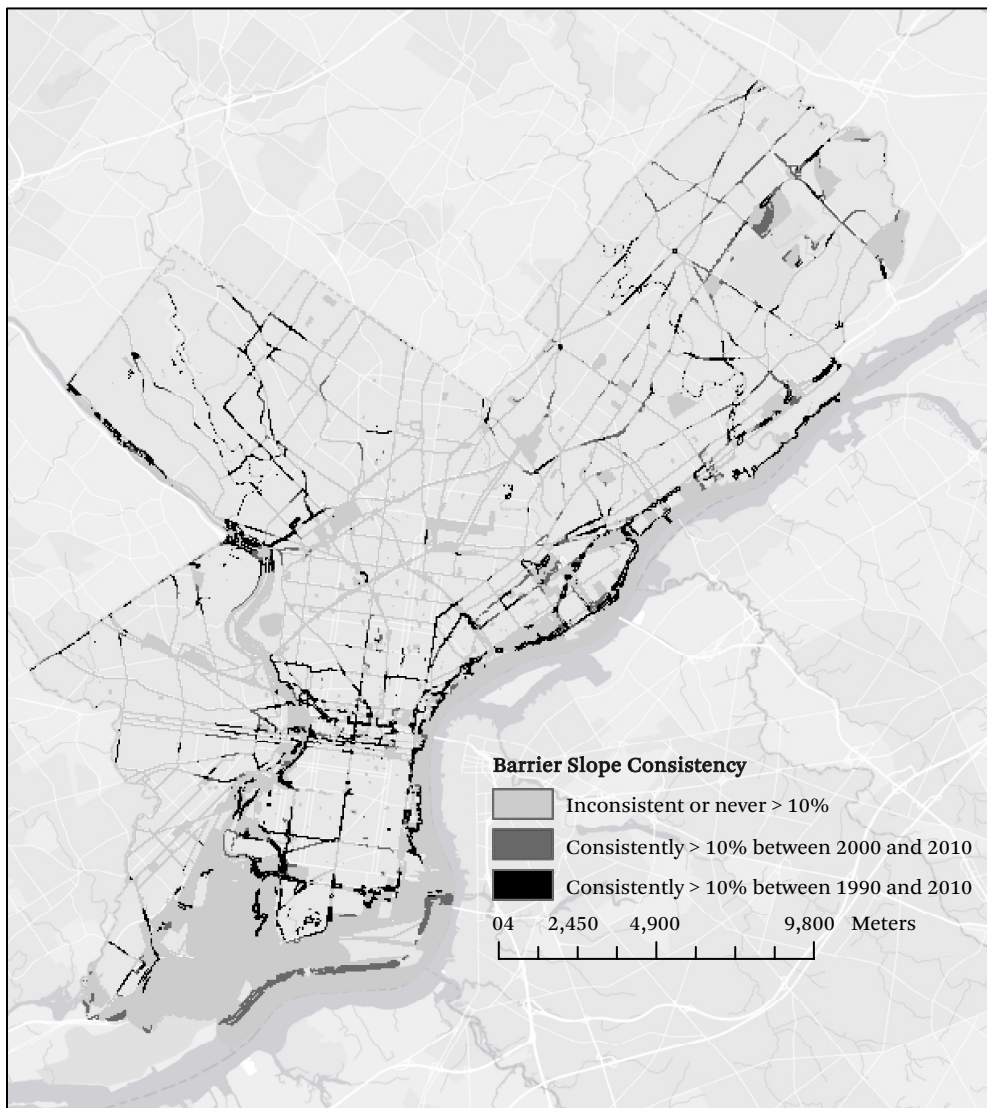 Barrier Slope Consistency
Inconsistent or never > 10%
Consistently > 10% between 2000 and 2010
Consistently > 10% between 1990 and 2010
04 2,450 4,900 9,800 Meters